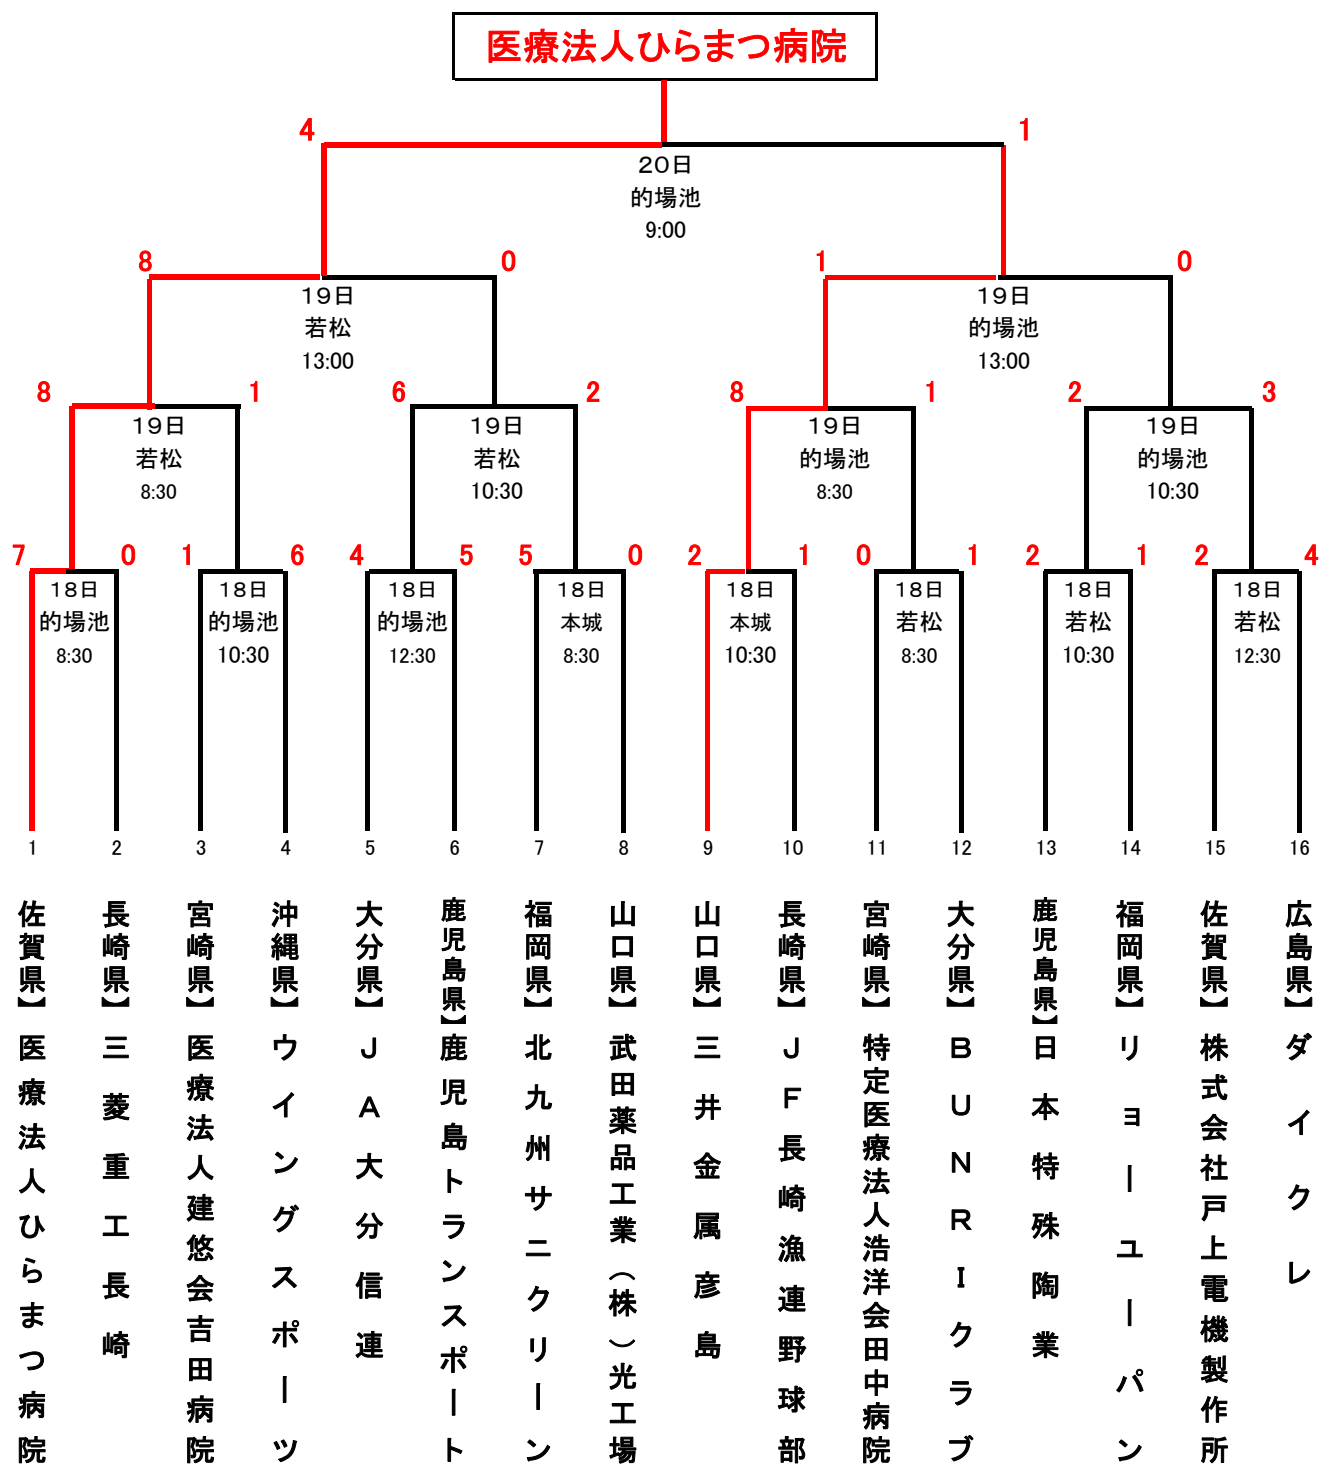 医療法人ひらまつ病院
4
1
20日
的場池
9:00
8
0
1
0
19日
若松
13:00
19日
的場池
13:00
8
1
6
2
8
1
2
3
19日
若松
8:30
19日
若松
10:30
19日
的場池
8:30
19日
的場池
10:30
7
0
1
6
4
5
5
0
2
1
0
1
2
1
2
4
18日
的場池
8:30
18日
的場池
10:30
18日
的場池
12:30
18日
本城
8:30
18日
本城
10:30
18日
若松
8:30
18日
若松
10:30
18日
若松
12:30
1
2
3
4
5
6
7
8
9
10
11
12
13
14
15
16
佐賀県】医療法人ひらまつ病院
長崎県】三菱重工長崎
宮崎県】医療法人建悠会吉田病院
沖縄県】ウイングスポーツ
大分県】JA大分信連
鹿児島県】鹿児島トランスポート
福岡県】北九州サニクリーン
山口県】武田薬品工業(株)光工場
山口県】三井金属彦島
長崎県】JF長崎漁連野球部
宮崎県】特定医療法人浩洋会田中病院
大分県】BUNRIクラブ
鹿児島県】日本特殊陶業
福岡県】リョーユーパン
佐賀県】株式会社戸上電機製作所
広島県】ダイクレ